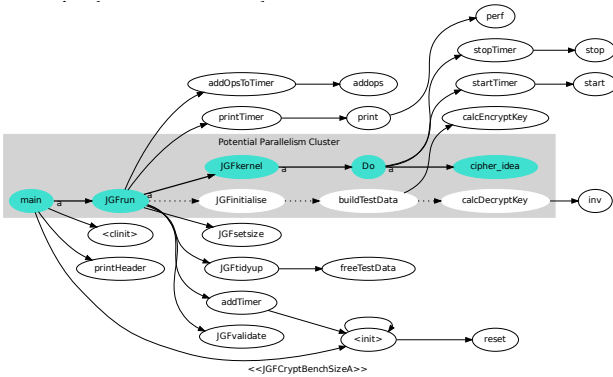 perf
stopTimer
stop
addOpsToTimer
addops
startTimer
start
printTimer
print
calcEncryptKey
Potential Parallelism Cluster
JGFkernel
a
Do
a
cipher_idea
main
a
JGFrun
a
JGFinitialise
buildTestData
calcDecryptKey
inv
<clinit>
JGFsetsize
printHeader
JGFtidyup
freeTestData
addTimer
JGFvalidate
<init>
reset
<<JGFCryptBenchSizeA>>